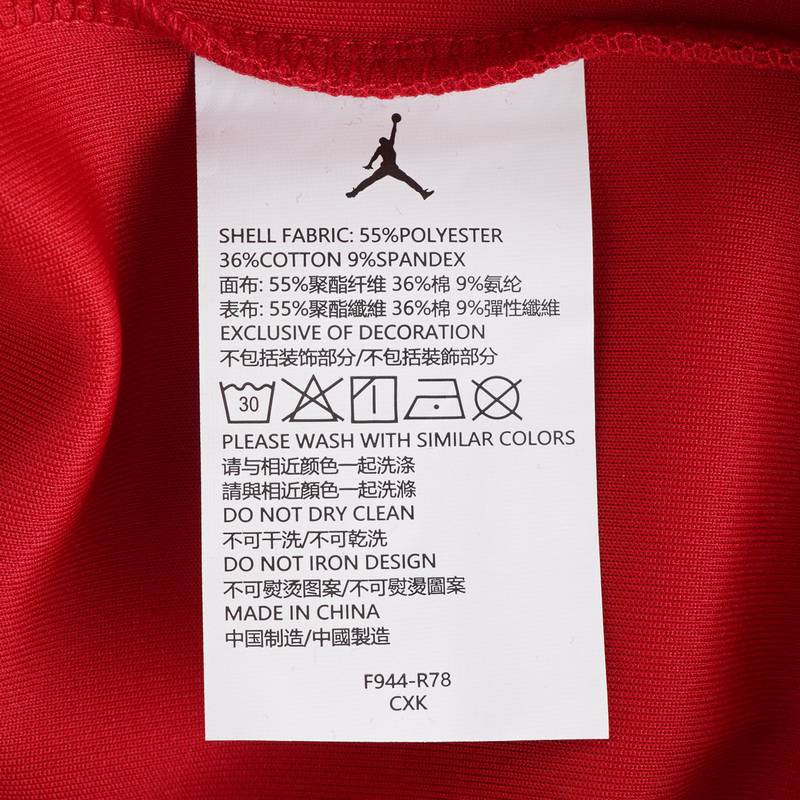 SHELL FABRIC: 55%POLYESTER
36%COTTON 9%SPANDEX
面布: 55%聚酯纤维 36%棉 9%氨纶
表布: 55%聚酯纖維 36%棉 9%彈性纖維
EXCLUSIVE OF DECORATION
不包括装饰部分/不包括裝飾部分
30
PLEASE WASH WITH SIMILAR COLORS
请与相近颜色一起洗涤
請與相近顏色一起洗滌
DO NOT DRY CLEAN
不可干洗/不可乾洗
DO NOT IRON DESIGN
不可熨烫图案/不可熨燙圖案
MADE IN CHINA
中国制造/中國製造
F944-R78
CXK